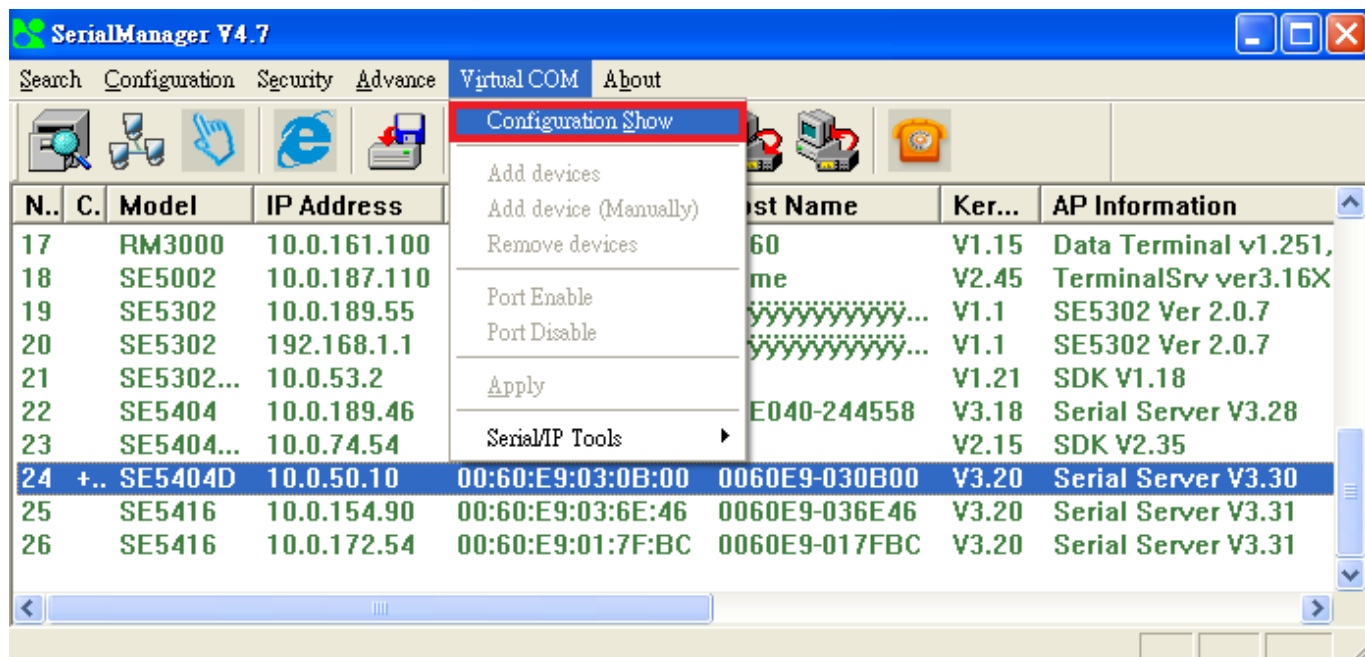 SerialManager V4.7
Search Configuration Security Advance Virtual COM About
Configuration Show
Add devices
Add device (Manually)
Remove devices
Port Enable
Port Disable
Apply
Serial/IP Tools
N.. C. Model IP Address ost Name Ker... AP Information
17 RM3000 10.0.161.100 60 V1.15 Data Terminal v1.251,
18 SE5002 10.0.187.110 me V2.45 TerminalSrv ver3.16X
19 SE5302 10.0.189.55 ÿÿÿÿÿÿÿÿÿÿ... V1.1 SE5302 Ver 2.0.7
20 SE5302 192.168.1.1 ÿÿÿÿÿÿÿÿÿÿ... V1.1 SE5302 Ver 2.0.7
21 SE5302... 10.0.53.2 V1.21 SDK V1.18
22 SE5404 10.0.189.46 E040-244558 V3.18 Serial Server V3.28
23 SE5404... 10.0.74.54 V2.15 SDK V2.35
24 +.. SE5404D 10.0.50.10 00:60:E9:03:0B:00 0060E9-030B00 V3.20 Serial Server V3.30
25 SE5416 10.0.154.90 00:60:E9:03:6E:46 0060E9-036E46 V3.20 Serial Server V3.31
26 SE5416 10.0.172.54 00:60:E9:01:7F:BC 0060E9-017FBC V3.20 Serial Server V3.31